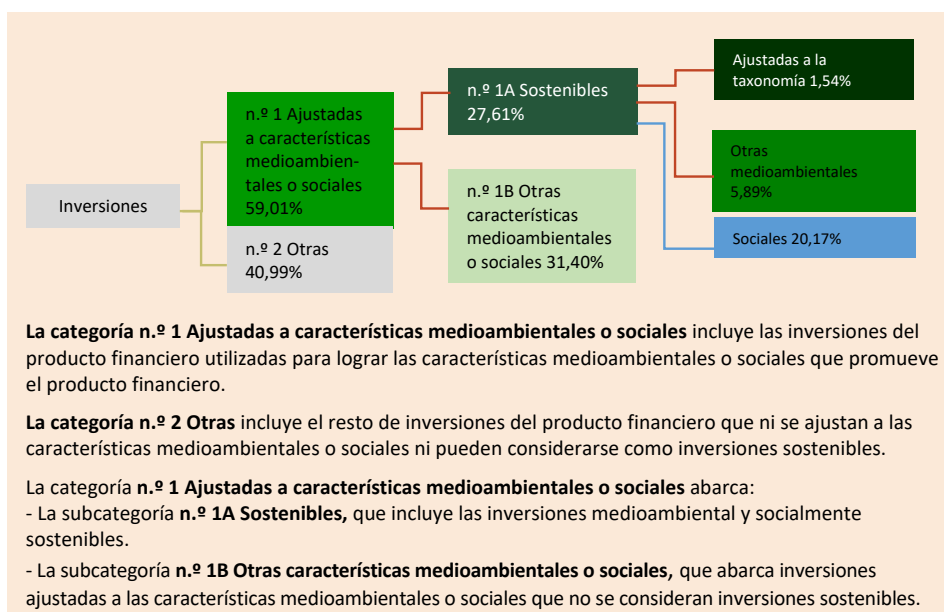 Inversiones
n.º 1 Ajustadas
a característicás
medioambien-
tales o sociales
59,01%
n.º 2 Otras
40,99%
n.º 1A Sostenibles
27,61%
n.º 1B Otras
características
medioambientales
o sociales 31,40%
Ajustadas a la
taxonomía 1,54%
Otras
medioambientales
5,89%
Sociales 20,17%
La categoría n.º 1 Ajustadas a características medioambientales o sociales incluye las inversiones del
producto financiero utilizadas para lograr las características medioambientales o sociales que promueve
el producto financiero.
La categoría n.º 2 Otras incluye el resto de inversiones del producto financiero que ni se ajustan a las
características medioambientales o sociales ni pueden considerarse como inversiones sostenibles.
La categoría n.º 1 Ajustadas a características medioambientales o sociales abarca:
- La subcategoría n.º 1A Sostenibles, que incluye las inversiones medioambiental y socialmente
sostenibles.
- La subcategoría n.º 1B Otras características medioambientales o sociales, que abarca inversiones
ajustadas a las características medioambientales o sociales que no se consideran inversiones sostenibles.